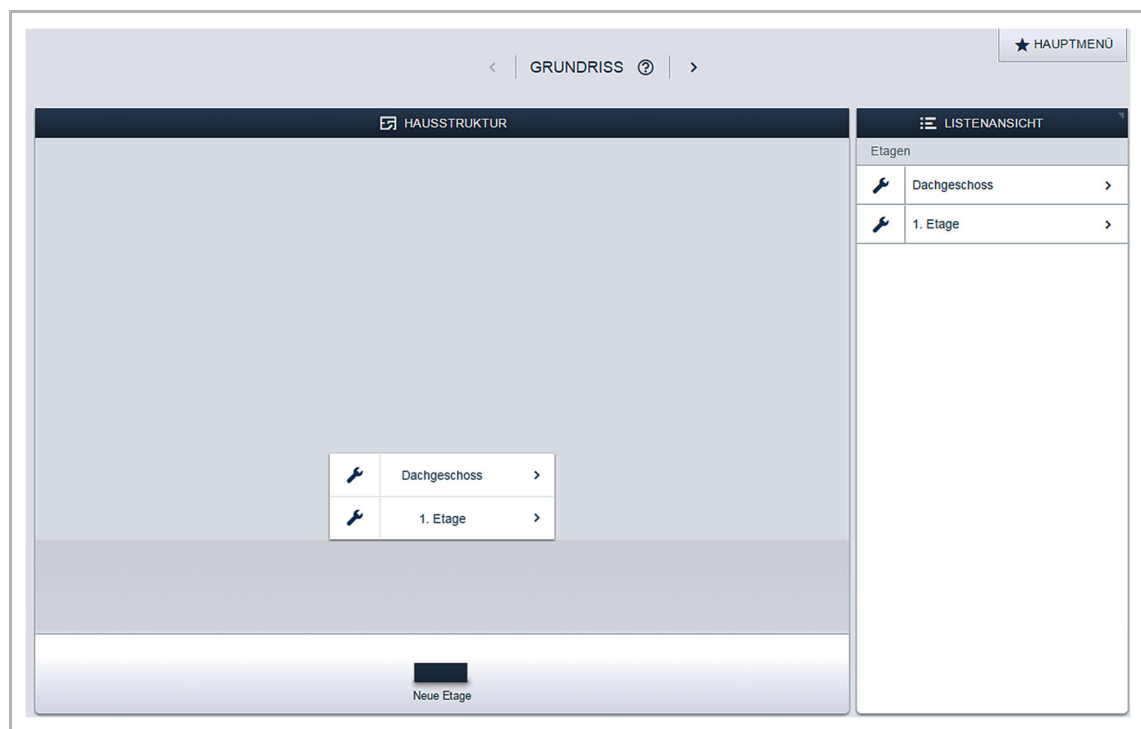 HAUPTMENÜ
GRUNDRISS
HAUSSTRUKTUR
Dachgeschoss
1. Etage
Neue Etage
LISTENANSICHT
Etagen
Dachgeschoss
1. Etage